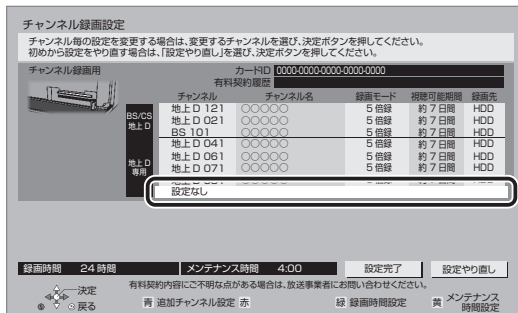 チャンネル録画設定
チャンネル毎の設定を変更する場合は、変更するチャンネルを選び、決定ボタンを押してください。
初めから設定をやり直す場合は、「設定やり直し」を選び、決定ボタンを押してください。
チャンネル録画用
カードID 0000-0000-0000-0000-0000
有料契約履歴
チャンネル チャンネル名 録画モード 視聴可能期間 録画先
BS/CS
地上D
地上D 121 ○○○○○ 5倍録 約7日間 HDD
地上D 021 ○○○○○ 5倍録 約7日間 HDD
BS 101 ○○○○○ 5倍録 約7日間 HDD
地上D
専用
地上D 041 ○○○○○ 5倍録 約7日間 HDD
地上D 061 ○○○○○ 5倍録 約7日間 HDD
地上D 071 ○○○○○ 5倍録 約7日間 HDD
設定なし
録画時間 24時間 メンテナンス時間 4:00 設定完了 設定やり直し
有料契約内容にご不明な点がある場合は、放送事業者にお問い合わせください。
決定
戻る
青 追加チャンネル設定 赤 緑 録画時間設定 黄 メンテナンス
時間設定